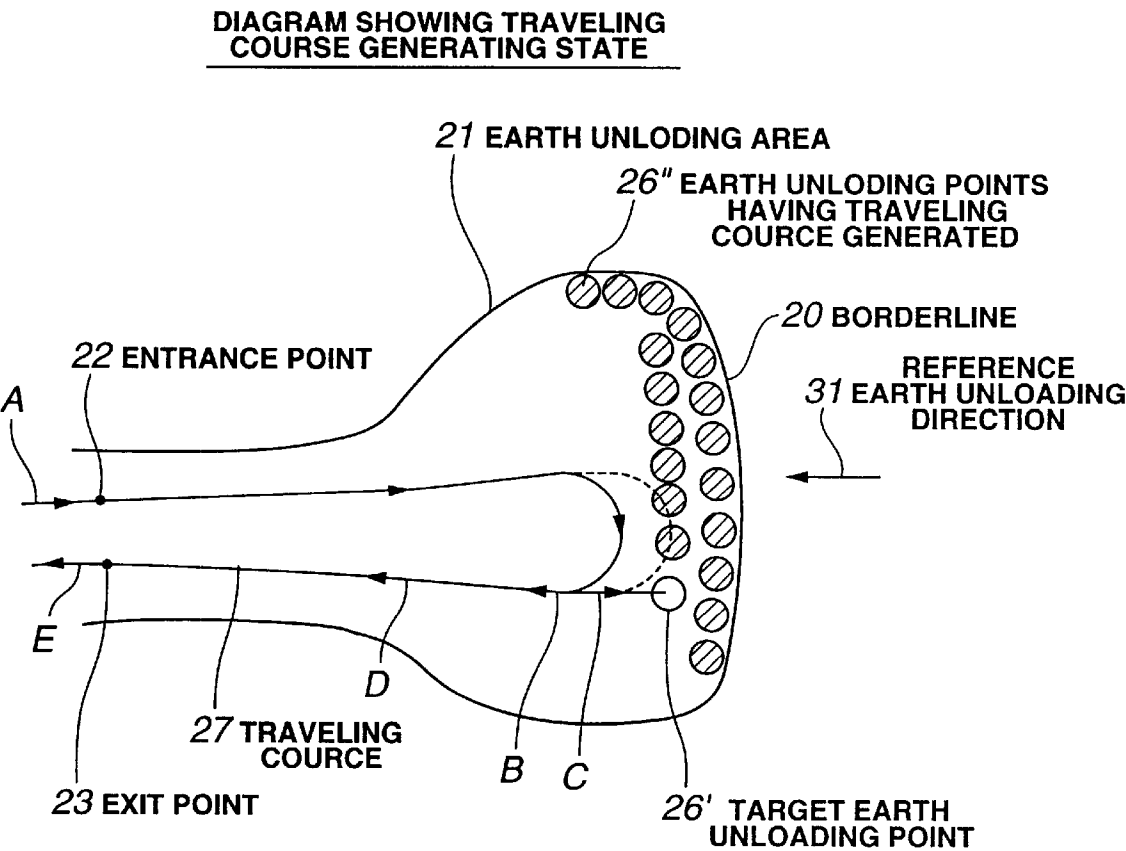 DIAGRAM SHOWING TRAVELING
COURSE GENERATING STATE
21 EARTH UNLODING AREA
26" EARTH UNLODING POINTS
HAVING TRAVELING
COURCE GENERATED
20 BORDERLINE
22 ENTRANCE POINT
REFERENCE
31 EARTH UNLOADING
DIRECTION
A
E
D
27 TRAVELING
COURCE
B
C
23 EXIT POINT
26' TARGET EARTH
UNLOADING POINT